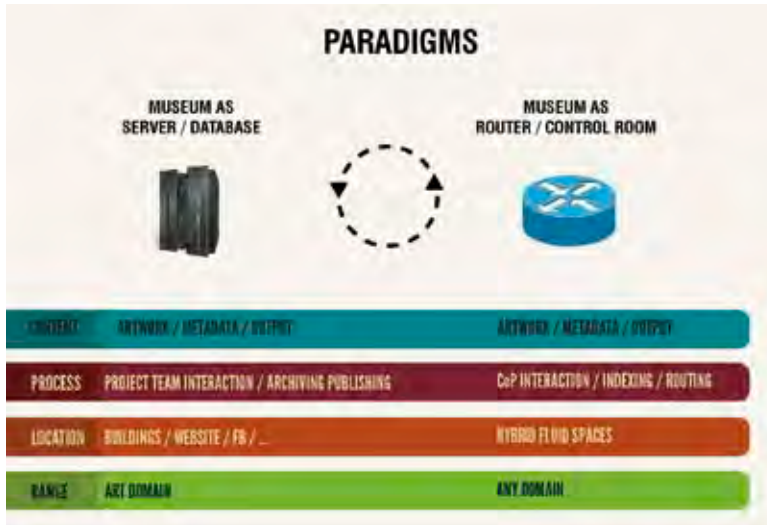 PARADIGMS
MUSEUM AS
SERVER / DATABASE
MUSEUM AS
ROUTER / CONTROL ROOM
CONTENT ARTWORK / METADATA / OUTPUT ARTWORK / METADATA / OUTPUT
PROCESS PROJECT TEAM INTERACTION / ARCHIVING PUBLISHING CoP INTERACTION / INDEXING / ROUTING
LOCATION BUILDINGS / WEBSITE / FB / ... HYBRID FLUID SPACES
RANGE ART DOMAIN ANY DOMAIN